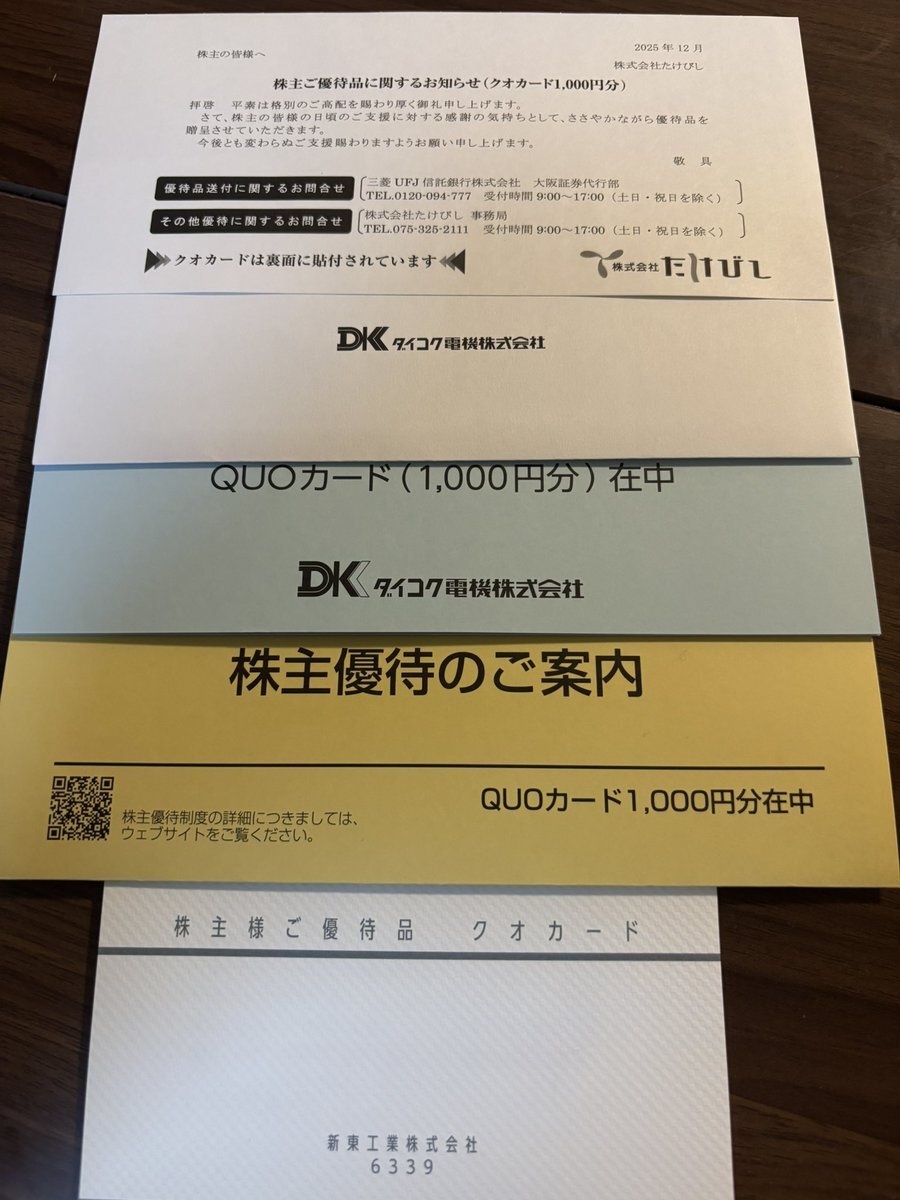 株主の皆様へ
2025年12月
株式会社たけびし
株主ご優待品に関するお知らせ(クオカード1,000円分)
拝啓　平素は格別のご高配を賜わり厚く御礼申し上げます。
さて、株主の皆様の日頃のご支援に対する感謝の気持ちとして、ささやかながら優待品を
贈呈させていただきます。
今後とも変わらぬご支援賜わりますようお願い申し上げます。
敬　具
優待品送付に関するお問合せ
三菱UFJ信託銀行株式会社　大阪証券代行部
TEL.0120-094-777　受付時間 9:00～17:00（土日・祝日を除く）
その他優待に関するお問合せ
株式会社たけびし 事務局
TEL.075-325-2111　受付時間 9:00～17:00（土日・祝日を除く）
クオカードは裏面に貼付されています
株式会社たけびし
DK ダイコク電機株式会社
QUOカード（1,000円分）在中
DK ダイコク電機株式会社
株主優待のご案内
QUOカード1,000円分在中
株主優待制度の詳細につきましては、
ウェブサイトをご覧ください。
株主様ご優待品　クオカード
新東工業株式会社
6339